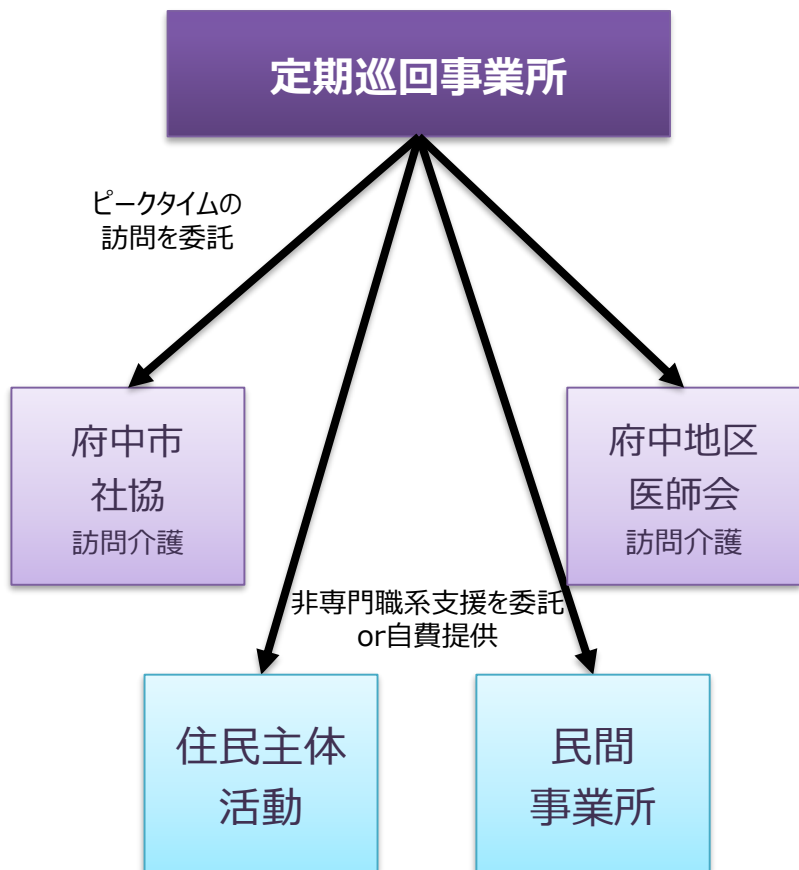 定期巡回事業所
ピークタイムの
訪問を委託
府中市
社協
訪問介護
府中地区
医師会
訪問介護
非専門職系支援を委託
or自費提供
住民主体
活動
民間
事業所